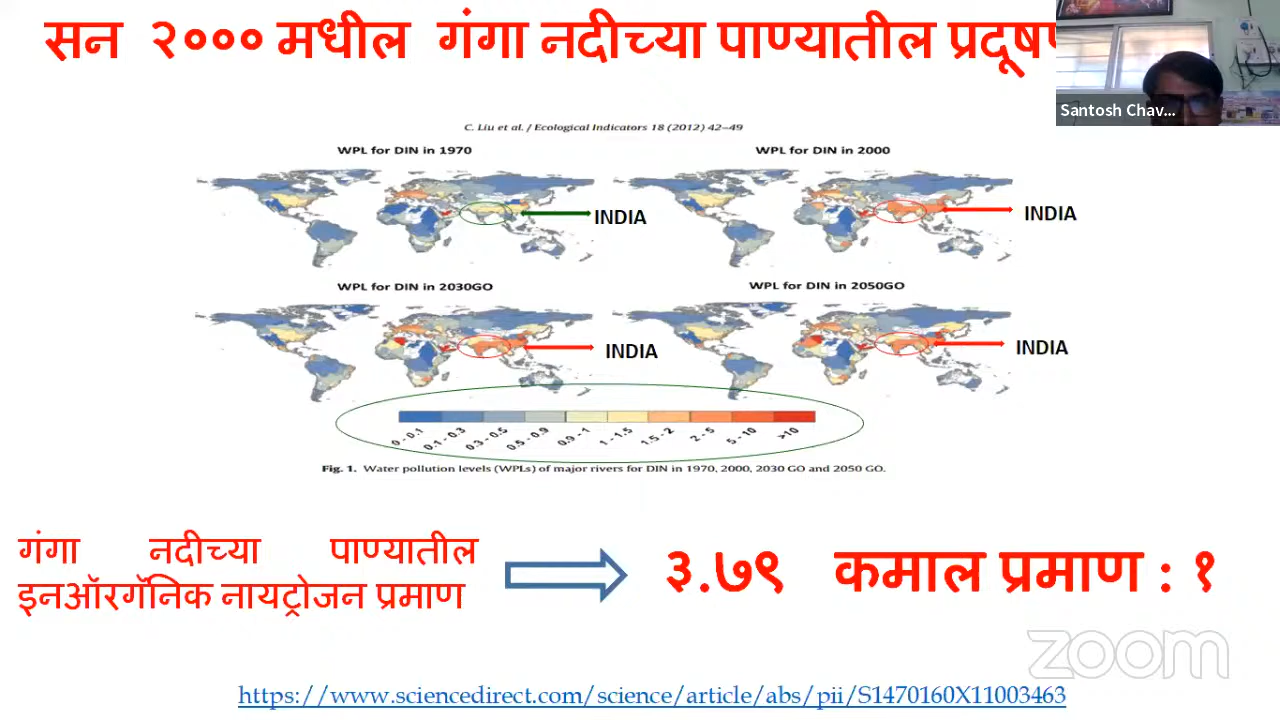 सन २००० मधील गंगा नदीच्या पाण्यातील
Santosh Chav...
C. Liu et al. / Ecological Indicators 18 (2012) 42–49
WPL for DIN in 1970
WPL for DIN in 2000
INDIA
INDIA
WPL for DIN in 2030GO
WPL for DIN in 2050GO
INDIA
INDIA
0 - 0.1 0.1 - 0.3 0.3 - 0.5 0.5 - 0.9 0.9 - 1 1 - 1.5 1.5 - 2 2 - 5 5 - 10 >10
Fig. 1. Water pollution levels (WPLs) of major rivers for DIN in 1970, 2000, 2030 GO and 2050 GO.
गंगा नदीच्या पाण्यातील
इनऑरगॅनिक नायट्रोजन प्रमाण
३.७९ कमाल प्रमाण : १
zoom
https://www.sciencedirect.com/science/article/abs/pii/S1470160X11003463